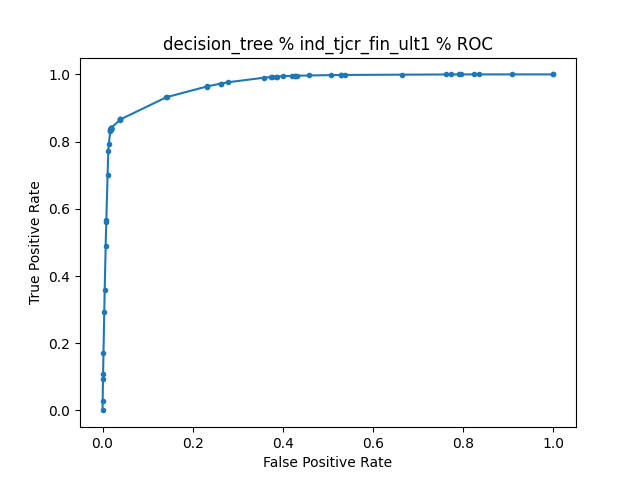 decision_tree % ind_tjcr_fin_ult1 % ROC
1.0
0.8
0.6
0.4
0.2
0.0
True Positive Rate
0.0 0.2 0.4 0.6 0.8 1.0
False Positive Rate